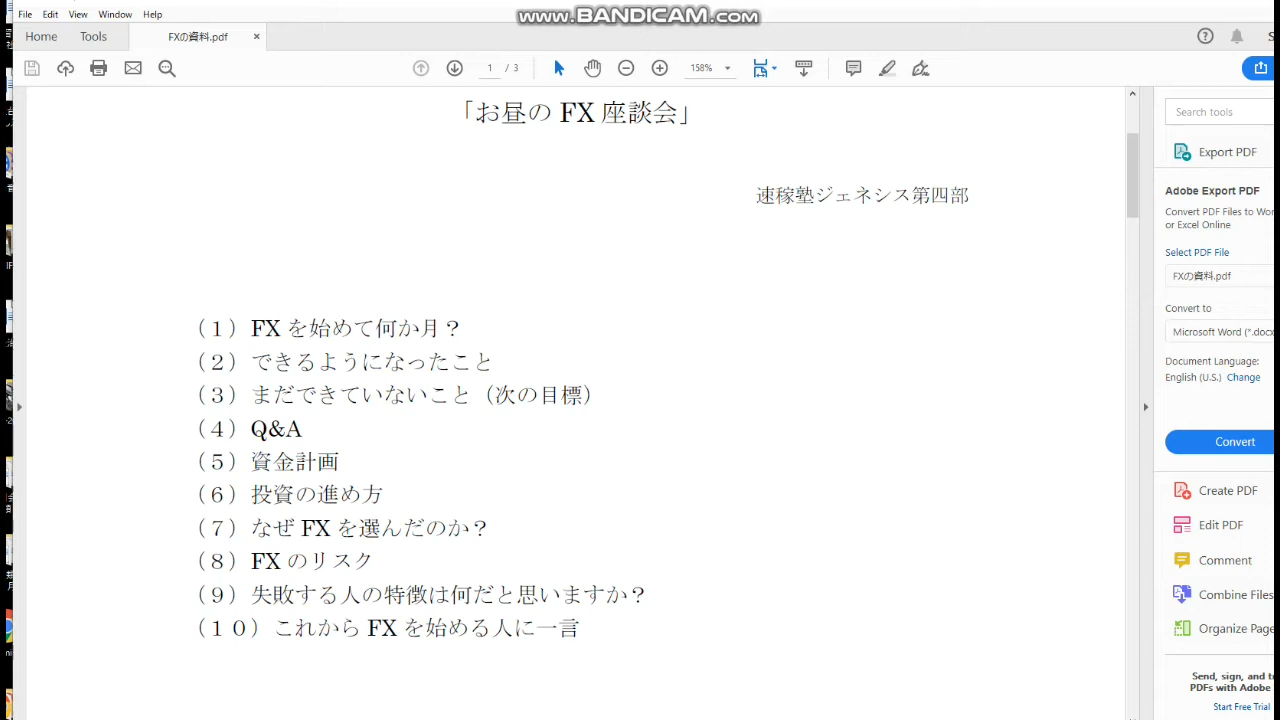 www.BANDICAM.com
File Edit View Window Help
Home Tools FXの資料.pdf ×
1 / 3 158%
「お昼の FX 座談会」
速稼塾ジェネシス第四部
（１）FX を始めて何か月？
（２）できるようになったこと
（３）まだできていないこと（次の目標）
（４）Q&A
（５）資金計画
（６）投資の進め方
（７）なぜ FX を選んだのか？
（８）FX のリスク
（９）失敗する人の特徴は何だと思いますか？
（１０）これから FX を始める人に一言
Search tools
Export PDF
Adobe Export PDF
Convert PDF Files to Wor
or Excel Online
Select PDF File
FXの資料.pdf
Convert to
Microsoft Word (*.docx
Document Language:
English (U.S.) Change
Convert
Create PDF
Edit PDF
Comment
Combine Files
Organize Page
Send, sign, and t
PDFs with Adobe
Start Free Trial